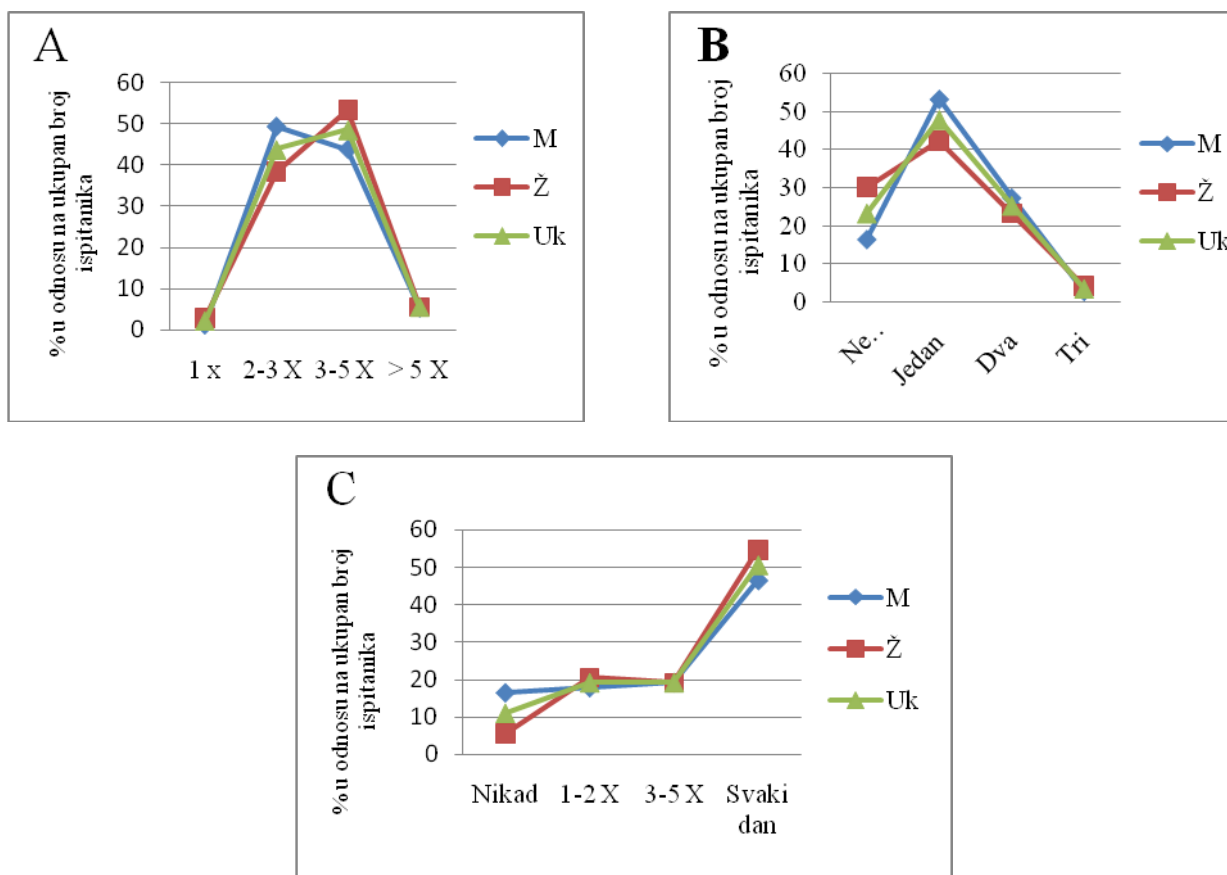 A
%u odnosu na ukupan broj
ispitanika
60
50
40
30
20
10
0
1 x 2-3 X 3-5X > 5 X
M
Ž
Uk
B
%u odnosu na ukupan broj
ispitanika
60
50
40
30
20
10
0
Ne..
Jedan
Dva
Tri
M
Ž
Uk
C
%u odnosu na ukupan broj
ispitanika
60
50
40
30
20
10
0
Nikad 1-2 X 3-5 X Svaki
dan
M
Ž
Uk